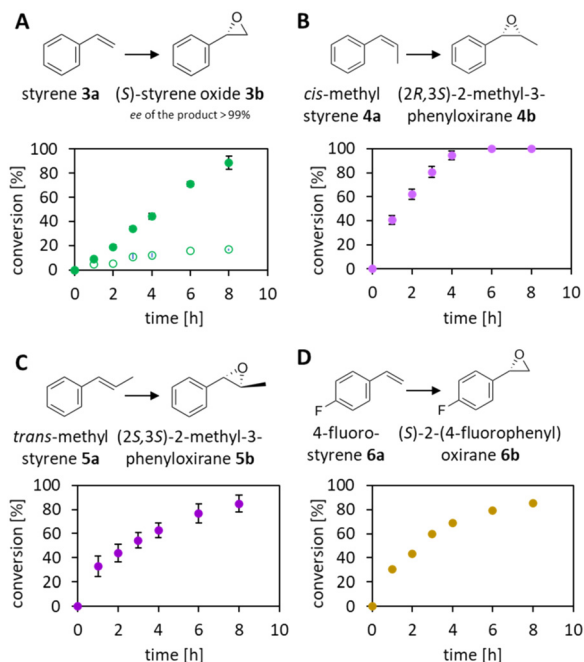 A
O
styrene 3a
(S)-styrene oxide 3b
ee of the product >99%
conversion [%]
100
80
60
40
20
0
0 2 4 6 8 10
time [h]
B
O
cis-methyl
styrene 4a
(2R,3S)-2-methyl-3-
phenyloxirane 4b
conversion [%]
100
80
60
40
20
0
0 2 4 6 8 10
time [h]
C
O
trans-methyl
styrene 5a
(2S,3S)-2-methyl-3-
phenyloxirane 5b
conversion [%]
100
80
60
40
20
0
0 2 4 6 8 10
time [h]
D
F
O
F
4-fluoro-
styrene 6a
(S)-2-(4-fluorophenyl)
oxirane 6b
conversion [%]
100
80
60
40
20
0
0 2 4 6 8 10
time [h]